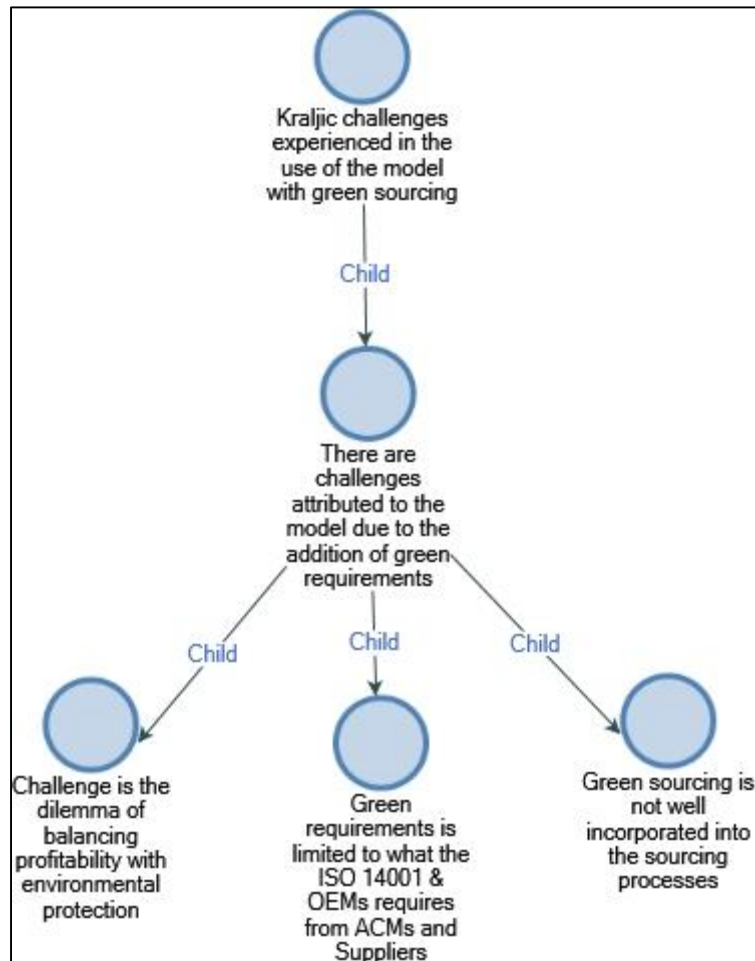 Kraljic challenges
experienced in the
use of the model
with green sourcing
Child
There are
challenges
attributed to the
model due to the
addition of green
requirements
Child
Child
Child
Challenge is the
dilemma of
balancing
profitability with
environmental
protection
Green
requirements is
limited to what the
ISO 14001 &
OEMs requires
from ACMs and
Suppliers
Green sourcing is
not well
incorporated into
the sourcing
processes